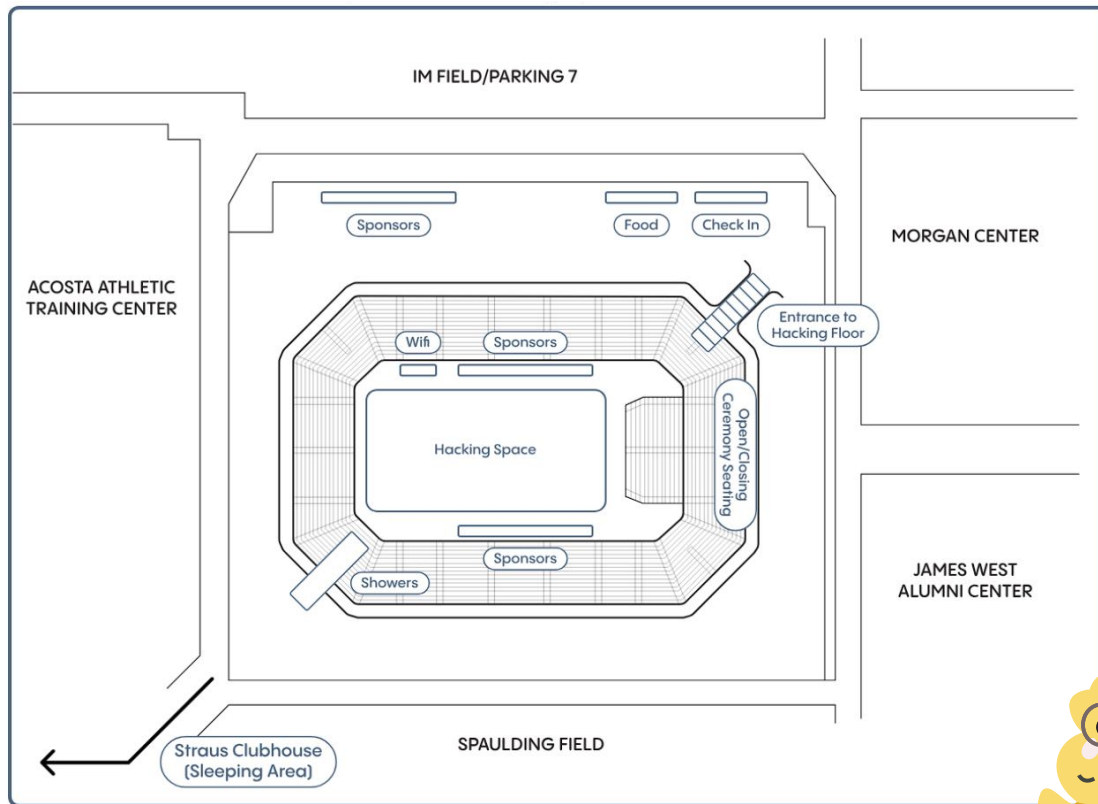 IM FIELD/PARKING 7
Sponsors
Food
Check In
MORGAN CENTER
ACOSTA ATHLETIC
TRAINING CENTER
Entrance to
Hacking Floor
Wifi
Sponsors
Open/Closing
Ceremony Seating
Hacking Space
Sponsors
Showers
JAMES WEST
ALUMNI CENTER
Straus Clubhouse
(Sleeping Area)
SPAULDING FIELD